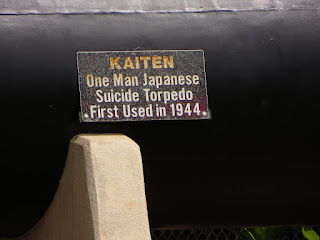 KAITEN
One Man Japanese
Suicide Torpedo
First Used in 1944.